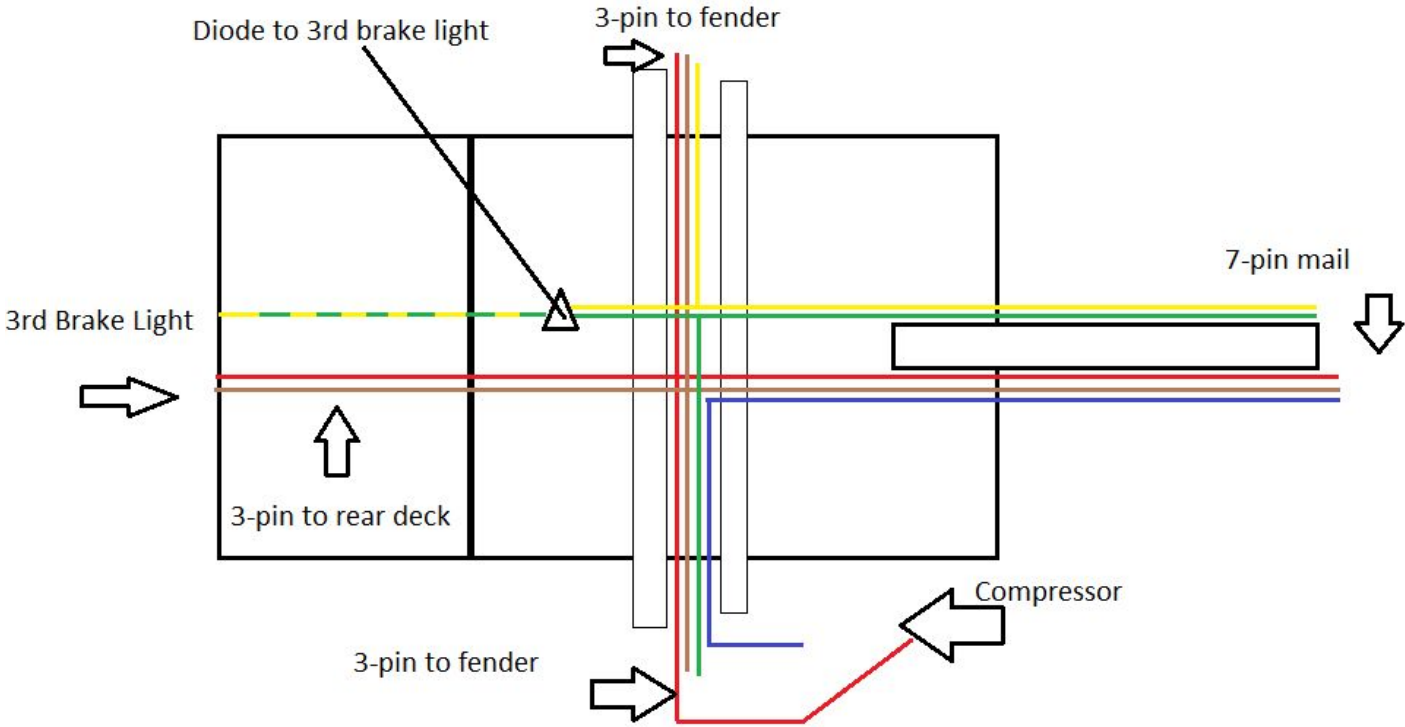 3-pin to fender
Diode to 3rd brake light
7-pin mail
3rd Brake Light
3-pin to rear deck
Compressor
3-pin to fender